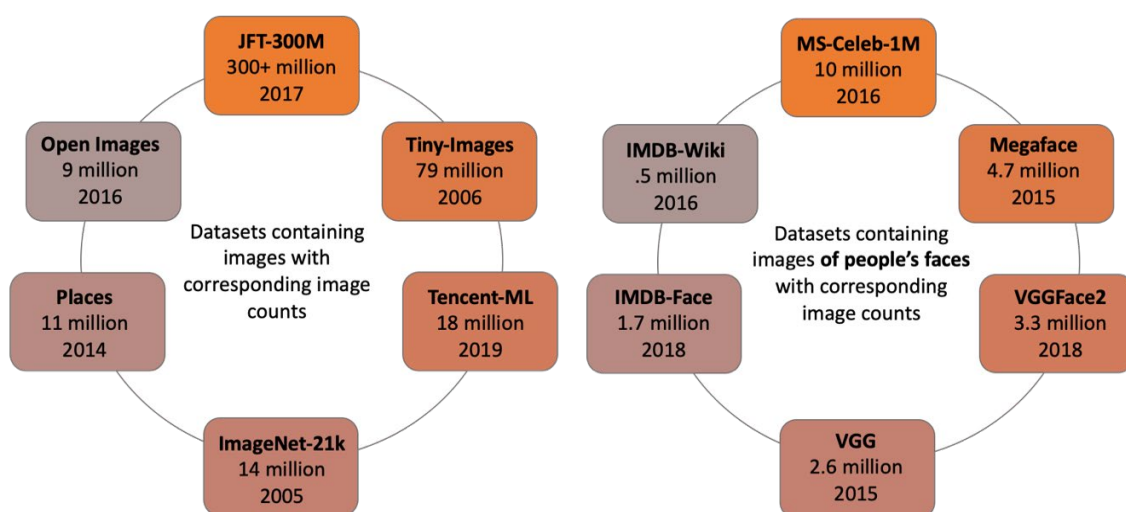 JFT-300M
300+ million
2017
Tiny-Images
79 million
2006
Tencent-ML
18 million
2019
ImageNet-21k
14 million
2005
Places
11 million
2014
Open Images
9 million
2016
Datasets containing
images with
corresponding image
counts
MS-Celeb-1M
10 million
2016
Megaface
4.7 million
2015
VGGFace2
3.3 million
2018
VGG
2.6 million
2015
IMDB-Face
1.7 million
2018
IMDB-Wiki
.5 million
2016
Datasets containing
images of people’s faces
with corresponding
image counts